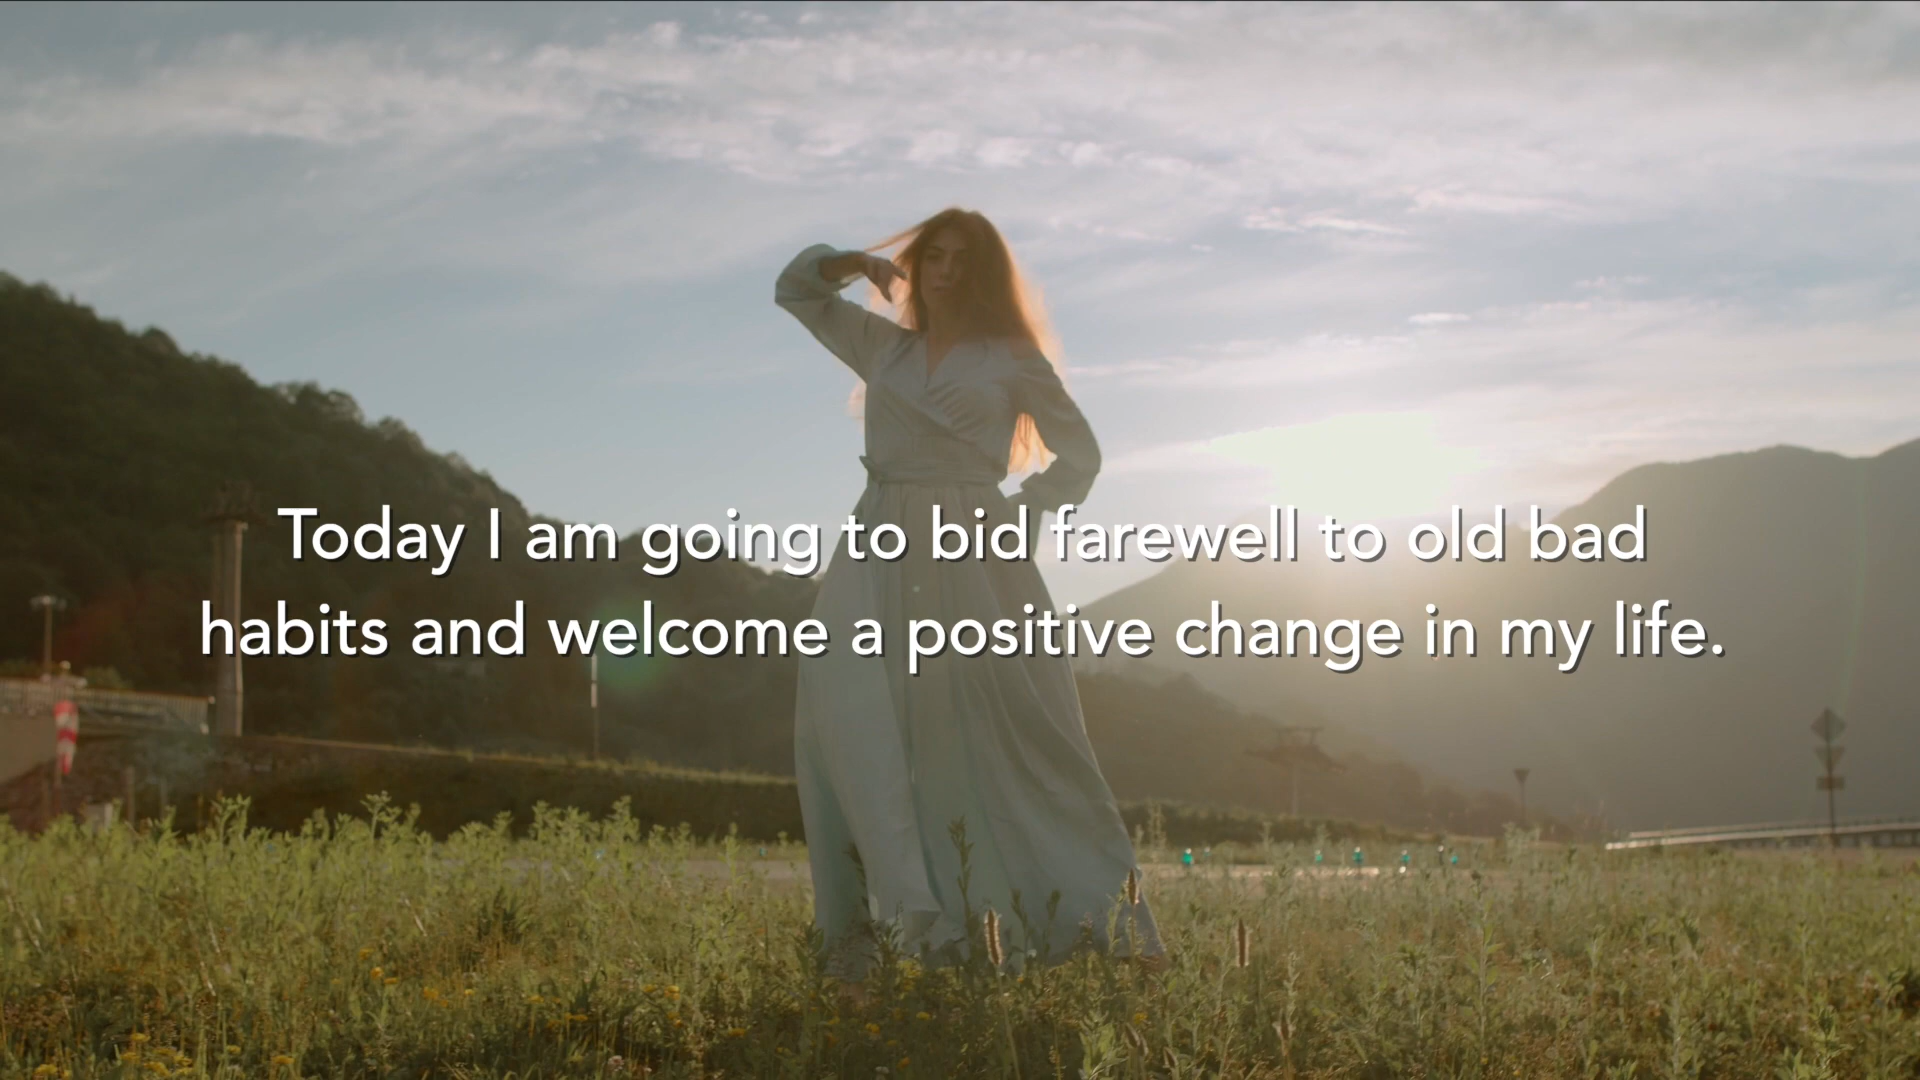 Today I am going to bid farewell to old bad
habits and welcome a positive change in my life.